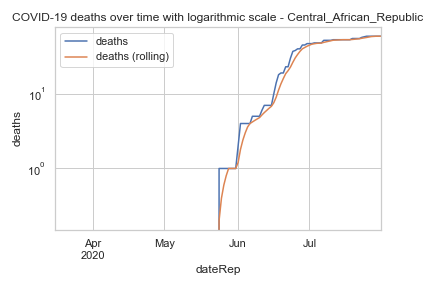 COVID-19 deaths over time with logarithmic scale - Central_African_Republic
deaths
deaths (rolling)
10¹
10⁰
deaths
Apr
2020
May
Jun
Jul
dateRep